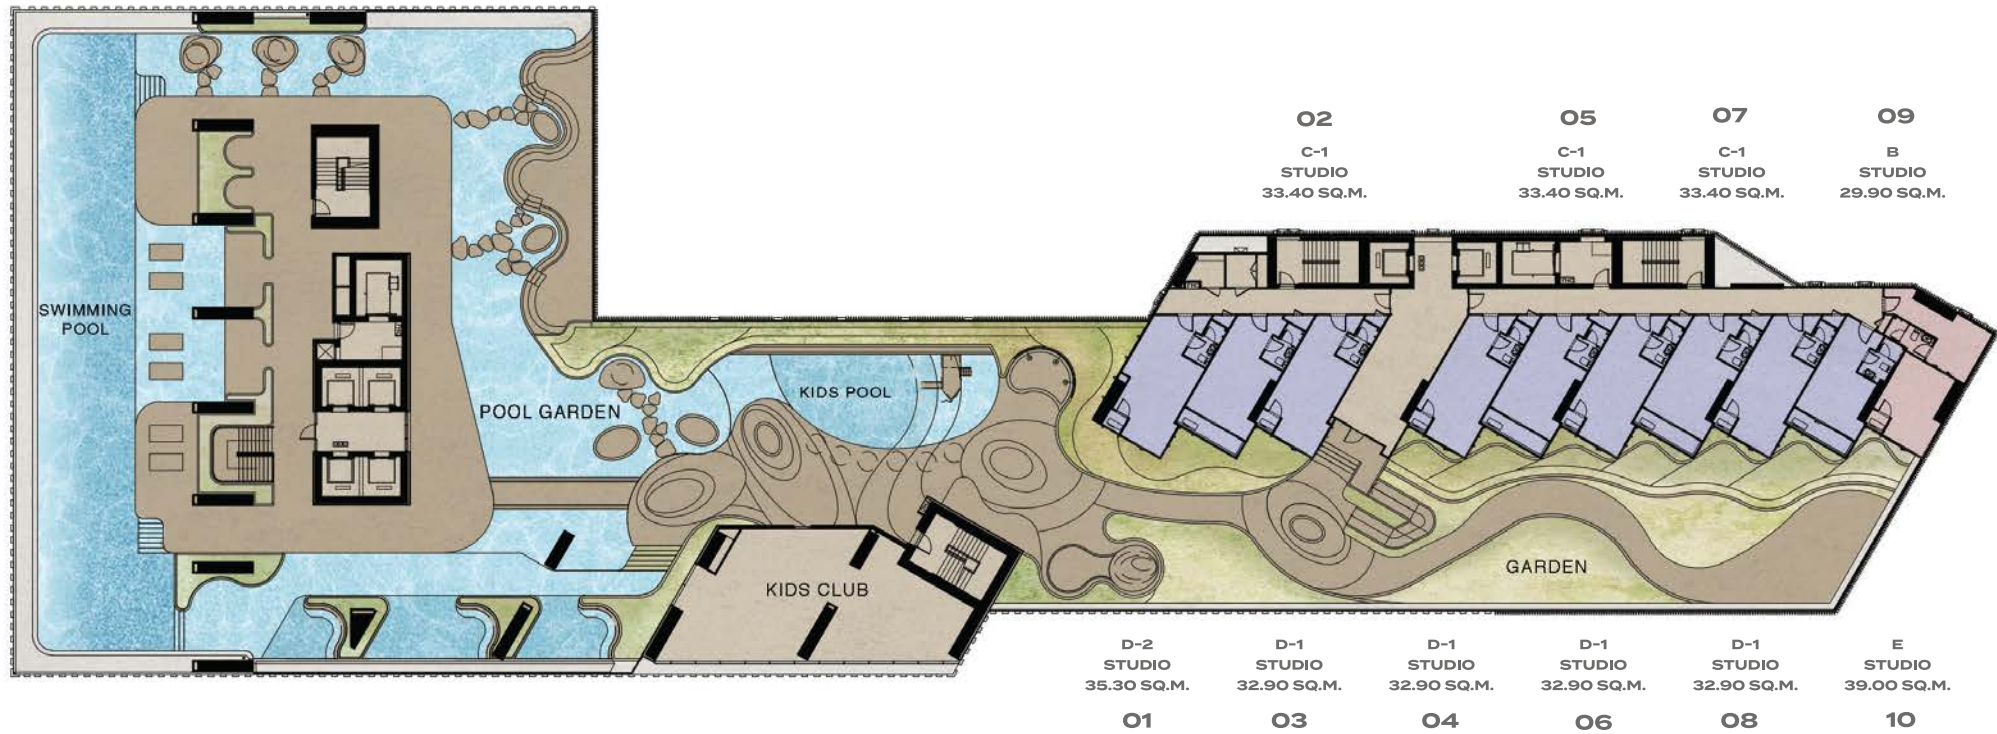 02
C-1
STUDIO
33.40 SQ.M.
05
C-1
STUDIO
33.40 SQ.M.
07
C-1
STUDIO
33.40 SQ.M.
09
B
STUDIO
29.90 SQ.M.
SWIMMING
POOL
POOL GARDEN
KIDS POOL
KIDS CLUB
GARDEN
D-2
STUDIO
35.30 SQ.M.
01
D-1
STUDIO
32.90 SQ.M.
03
D-1
STUDIO
32.90 SQ.M.
04
D-1
STUDIO
32.90 SQ.M.
06
D-1
STUDIO
32.90 SQ.M.
08
E
STUDIO
39.00 SQ.M.
10